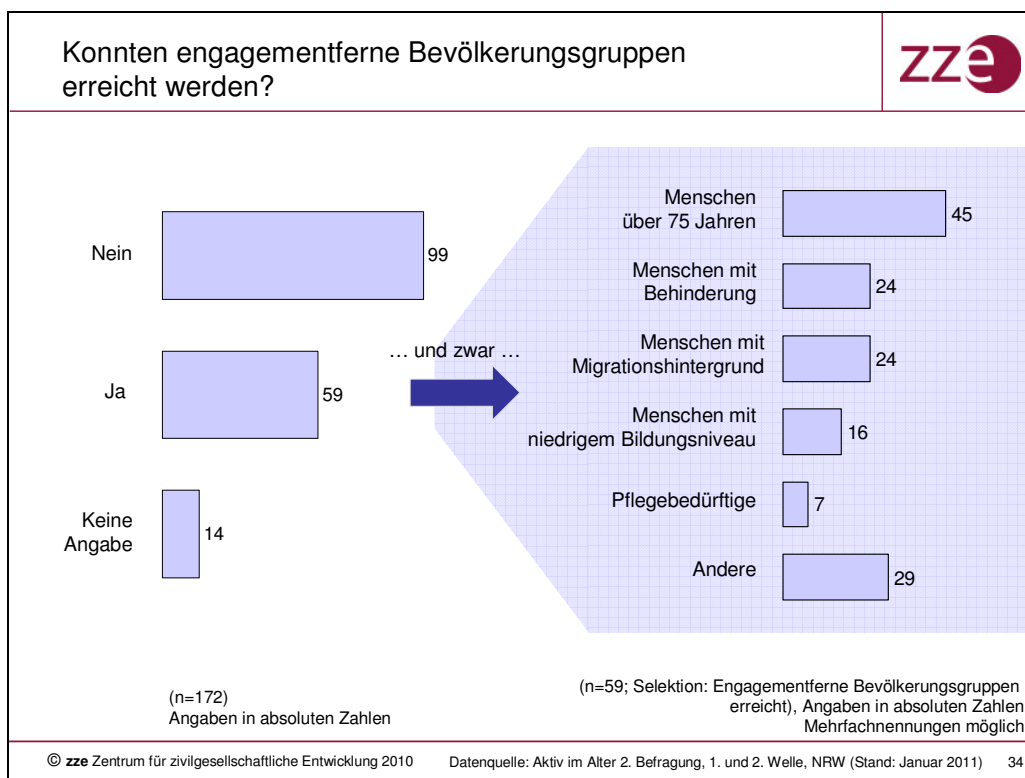 Konnten engagementferne Bevölkerungsgruppen
erreicht werden?
zze
Nein
99
Ja
59
Keine
Angabe
14
… und zwar …
Menschen
über 75 Jahren
45
Menschen mit
Behinderung
24
Menschen mit
Migrationshintergrund
24
Menschen mit
niedrigem Bildungsniveau
16
Pflegebedürftige
7
Andere
29
(n=172)
Angaben in absoluten Zahlen
(n=59; Selektion: Engagementferne Bevölkerungsgruppen
erreicht), Angaben in absoluten Zahlen
Mehrfachnennungen möglich
© zze Zentrum für zivilgesellschaftliche Entwicklung 2010
Datenquelle: Aktiv im Alter 2. Befragung, 1. und 2. Welle, NRW (Stand: Januar 2011)
34